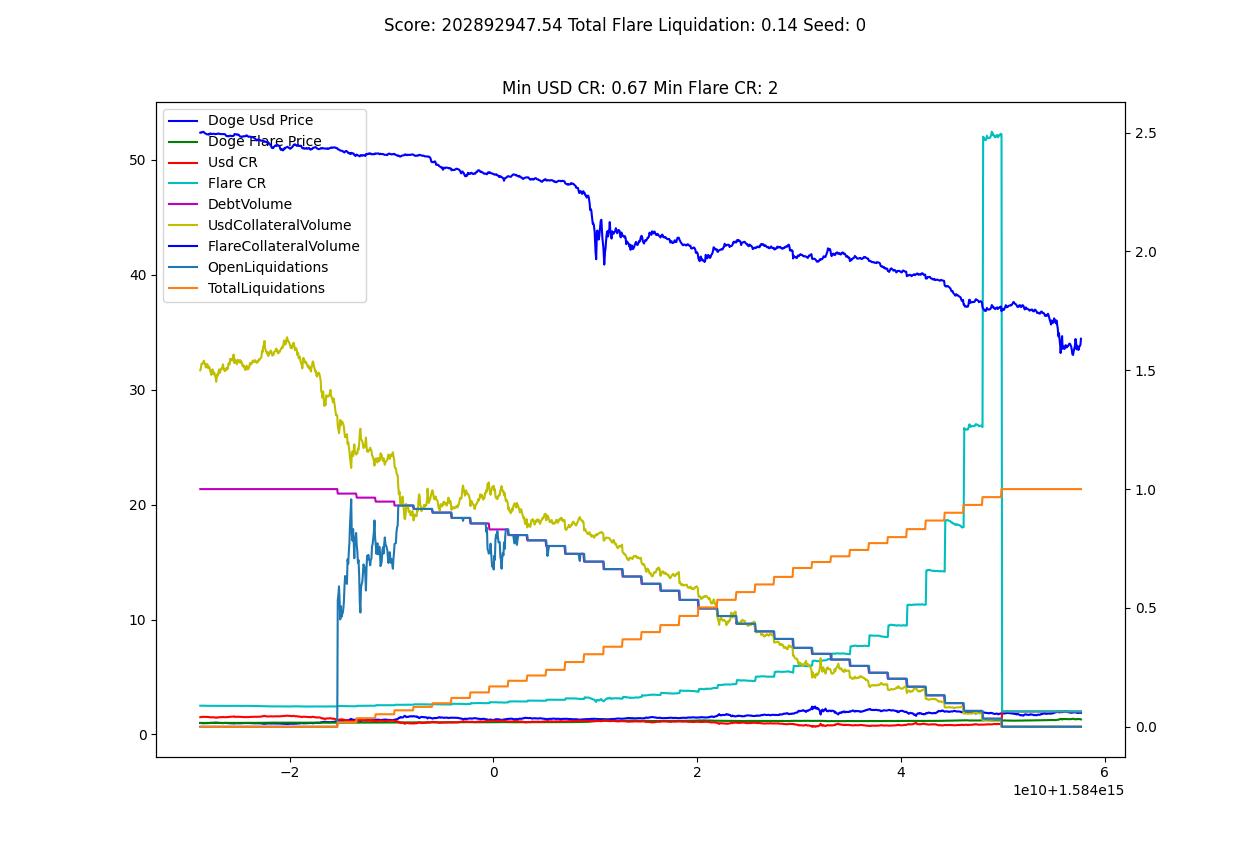 Score: 202892947.54 Total Flare Liquidation: 0.14 Seed: 0
Min USD CR: 0.67 Min Flare CR: 2
Doge Usd Price
Doge Flare Price
Usd CR
Flare CR
DebtVolume
UsdCollateralVolume
FlareCollateralVolume
OpenLiquidations
TotalLiquidations
50
40
30
20
10
0
2.5
2.0
1.5
1.0
0.5
0.0
−2 0 2 4 6
1e10+1.584e15